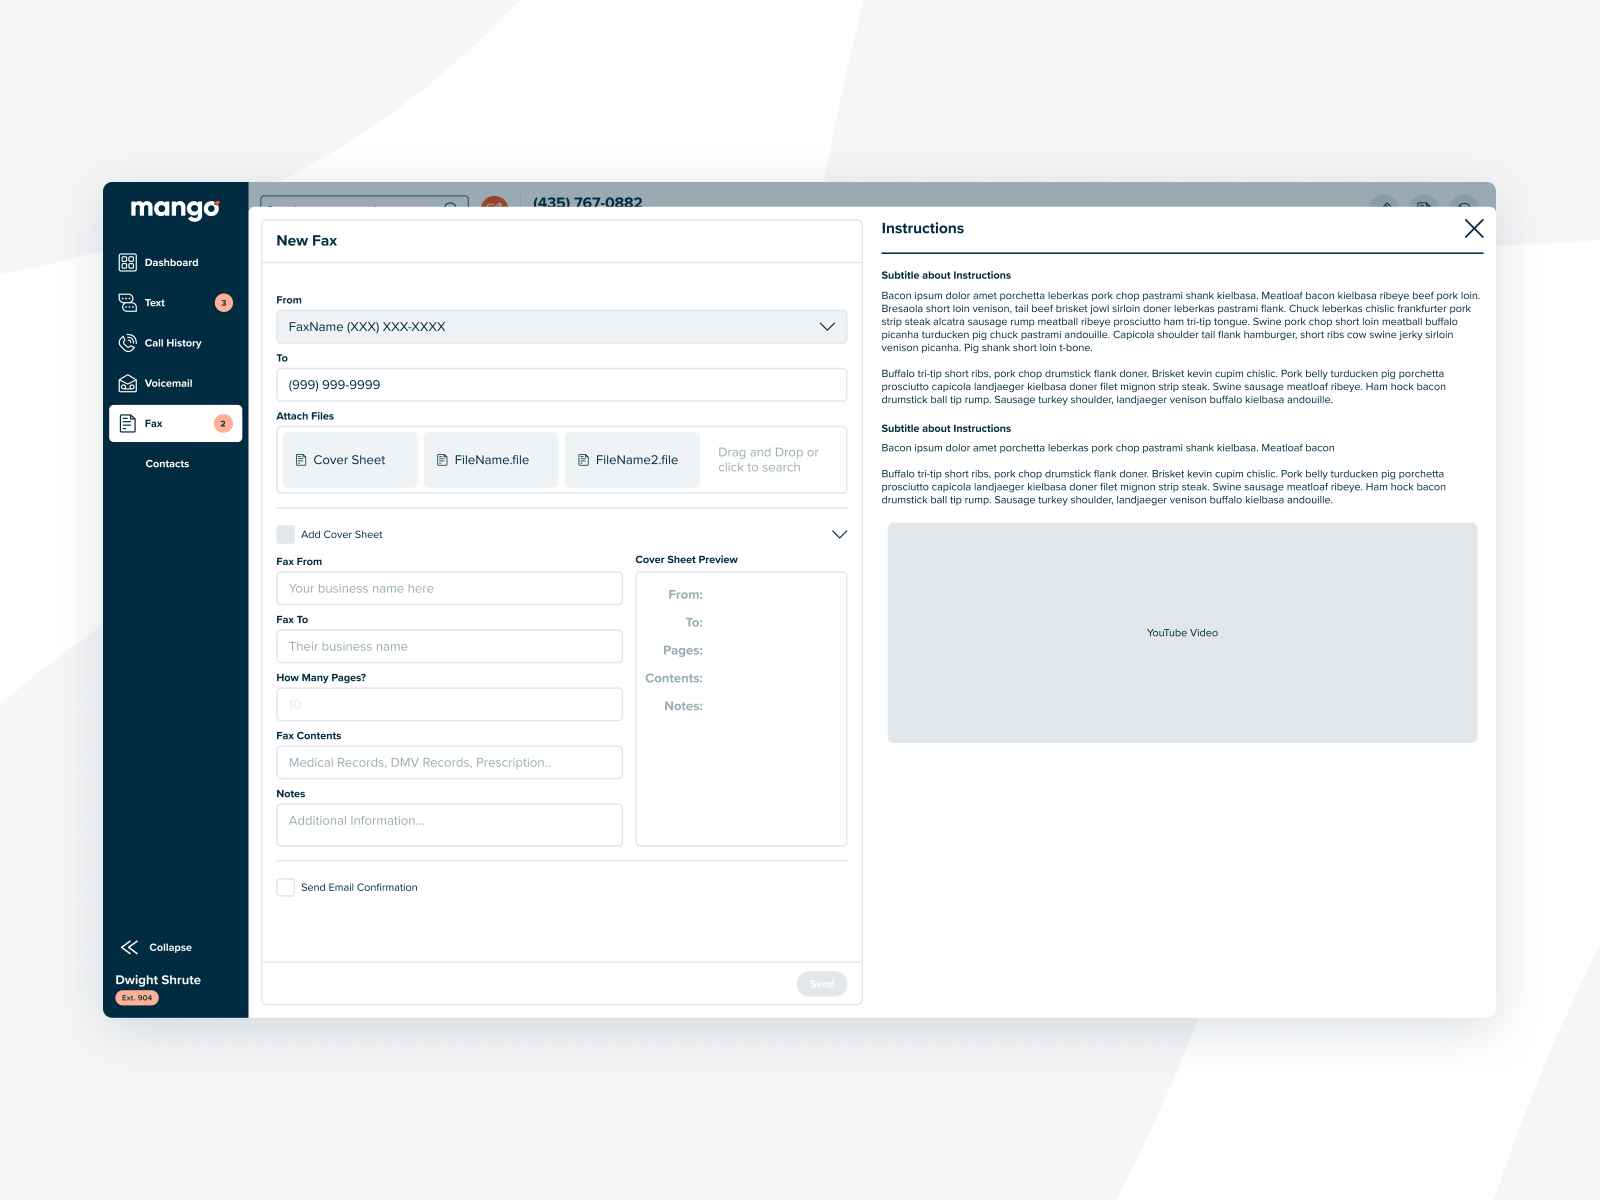 mango
Dashboard
Text 3
Call History
Voicemail
Fax 2
Contacts
Collapse
Dwight Shrute
Ext. 904
(435) 767-0882
New Fax
From
FaxName (XXX) XXX-XXXX
To
(999) 999-9999
Attach Files
Cover Sheet
FileName.file
FileName2.file
Drag and Drop or
click to search
Add Cover Sheet
Fax From
Your business name here
Fax To
Their business name
How Many Pages?
10
Fax Contents
Medical Records, DMV Records, Prescription..
Notes
Additional Information...
Cover Sheet Preview
From:
To:
Pages:
Contents:
Notes:
Send Email Confirmation
Send
Instructions
Subtitle about Instructions
Bacon ipsum dolor amet porchetta leberkas pork chop pastrami shank kielbasa. Meatloaf bacon kielbasa ribeye beef pork loin.
Bresaola short loin venison, tail beef brisket jowl sirloin doner leberkas pastrami flank. Chuck leberkas chislic frankfurter pork
strip steak alcatra sausage rump meatball ribeye prosciutto ham tri-tip tongue. Swine pork chop short loin meatball buffalo
picanha turducken pig chuck pastrami andouille. Capicola shoulder tail flank hamburger, short ribs cow swine jerky sirloin
venison picanha. Pig shank short loin t-bone.
Buffalo tri-tip short ribs, pork chop drumstick flank doner. Brisket kevin cupim chislic. Pork belly turducken pig porchetta
prosciutto capicola landjaeger kielbasa doner filet mignon strip steak. Swine sausage meatloaf ribeye. Ham hock bacon
drumstick ball tip rump. Sausage turkey shoulder, landjaeger venison buffalo kielbasa andouille.
Subtitle about Instructions
Bacon ipsum dolor amet porchetta leberkas pork chop pastrami shank kielbasa. Meatloaf bacon
Buffalo tri-tip short ribs, pork chop drumstick flank doner. Brisket kevin cupim chislic. Pork belly turducken pig porchetta
prosciutto capicola landjaeger kielbasa doner filet mignon strip steak. Swine sausage meatloaf ribeye. Ham hock bacon
drumstick ball tip rump. Sausage turkey shoulder, landjaeger venison buffalo kielbasa andouille.
YouTube Video